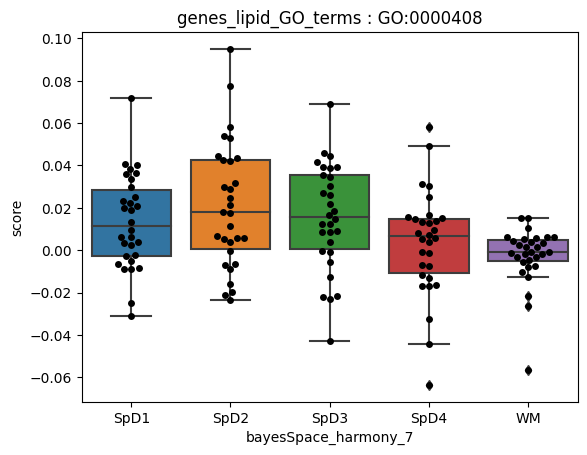 genes_lipid_GO_terms : GO:0000408
0.10
0.08
0.06
0.04
0.02
0.00
−0.02
−0.04
−0.06
score
SpD1 SpD2 SpD3 SpD4 WM
bayesSpace_harmony_7